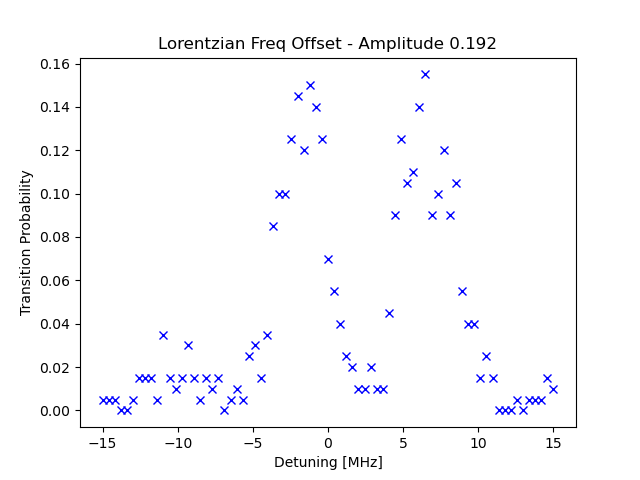 Lorentzian Freq Offset - Amplitude 0.192
0.16
0.14
0.12
0.10
0.08
0.06
0.04
0.02
0.00
Transition Probability
−15 −10 −5 0 5 10 15
Detuning [MHz]